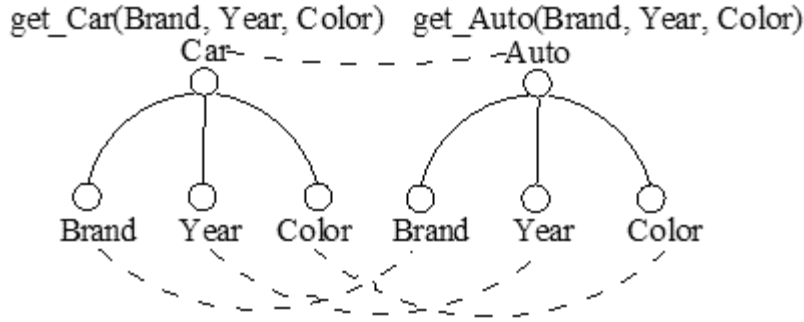 get_Car(Brand, Year, Color) get_Auto(Brand, Year, Color)
Car Auto
Brand Year Color Brand Year Color